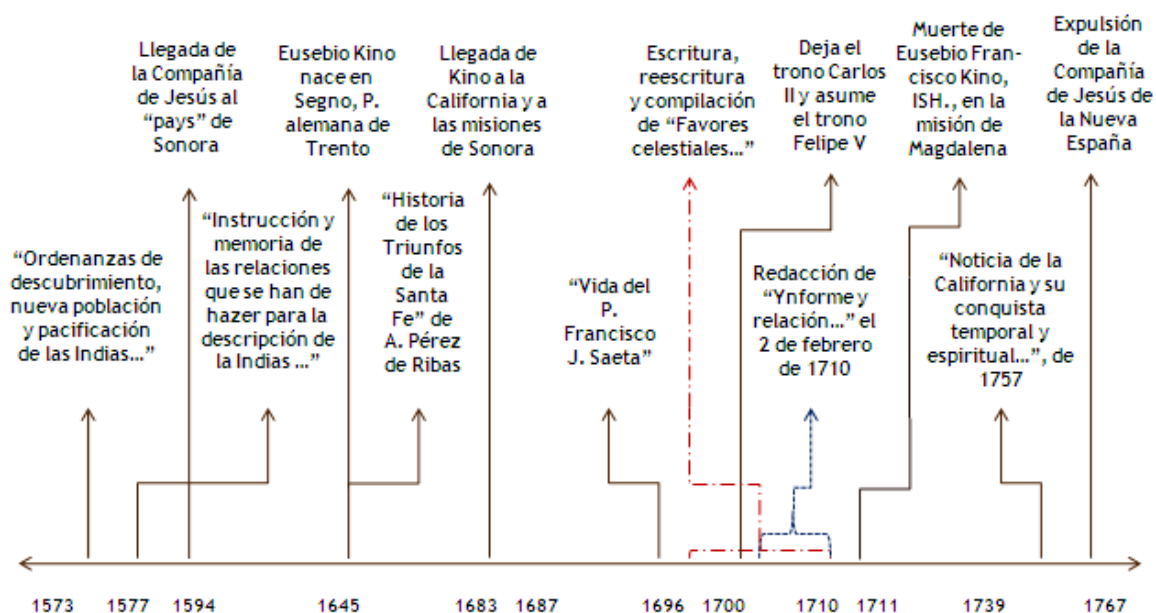 Llegada de
la Compañía
de Jesús al
“pays” de
Sonora
Eusebio Kino
nace en
Segno, P.
alemana de
Trento
Llegada de
Kino a la
California y a
las misiones
de Sonora
Escritura,
reescritura
y compilación
de “Favores
celestiales…”
Deja el
trono Carlos
II y asume
el trono
Felipe V
Muerte de
Eusebio Fran-
cisco Kino,
ISH., en la
misión de
Magdalena
Expulsión
de la
Compañía
de Jesús de
la Nueva
España
“Ordenanzas de
descubrimiento,
nueva población
y pacificación
de las Indias…”
“Instrucción y
memoria de
las relaciones
que se han de
hazer para la
descripción de
la Indias …”
“Historia
de los
Triunfos
de la
Santa
Fe” de
A. Pérez
de Ribas
“Vida del
P.
Francisco
J. Saeta”
Redacción de
“Ynforme y
relación…” el
2 de febrero
de 1710
“Noticia de la
California y su
conquista
temporal y
espiritual…”, de
1757
1573 1577 1594 1645 1683 1687 1696 1700 1710 1711 1739 1767